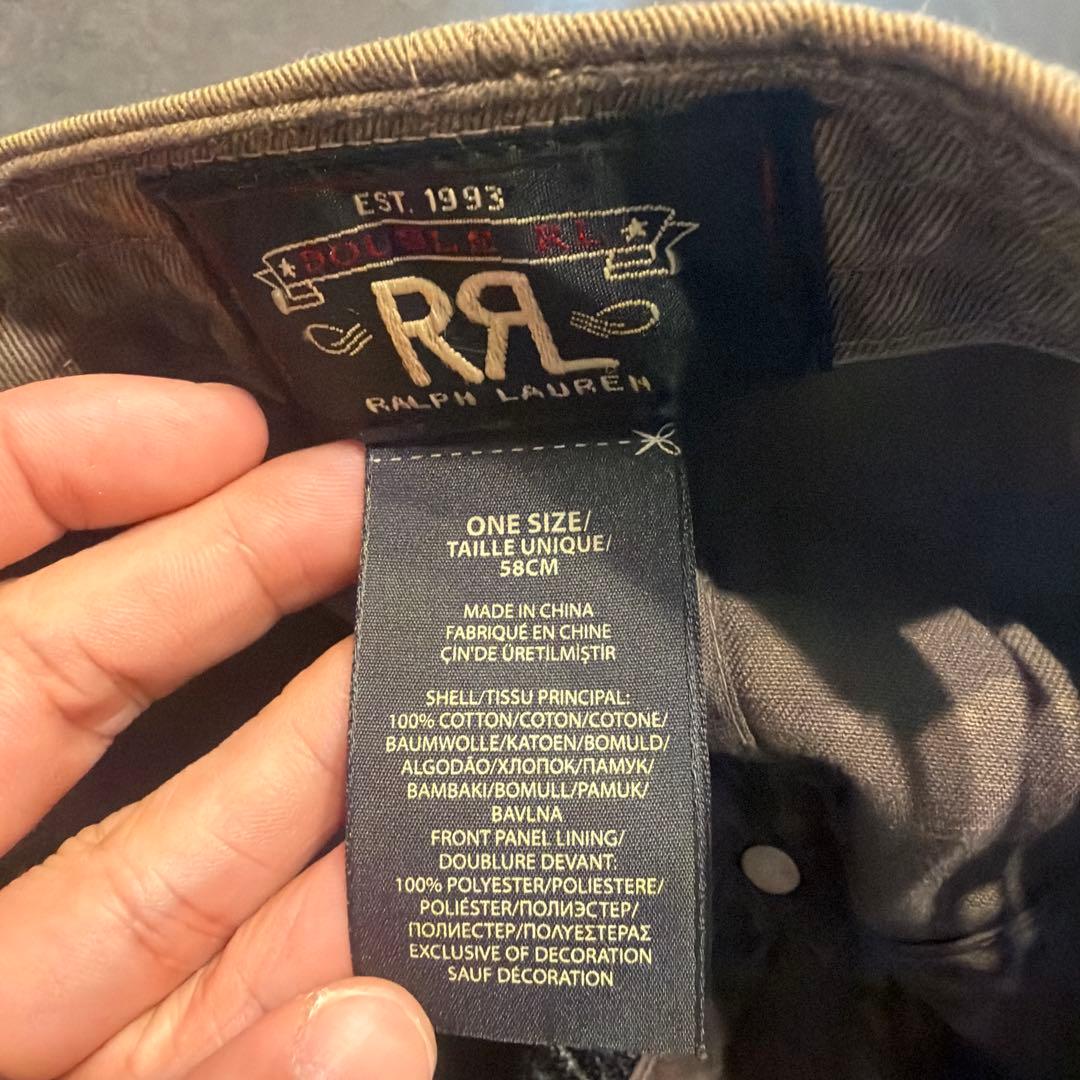 EST. 1993
DOUBLE RL
RRL
RALPH LAUREN
ONE SIZE/
TAILLE UNIQUE/
58CM
MADE IN CHINA
FABRIQUÉ EN CHINE
ÇİN'DE ÜRETİLMİŞTİR
SHELL/TISSU PRINCIPAL:
100% COTTON/COTON/COTONE/
BAUMWOLLE/KATOEN/BOMULD/
ALGODÃO/ХЛОПОК/ПАМУК/
BAMBAKI/BOMULL/PAMUK/
BAVLNA
FRONT PANEL LINING/
DOUBLURE DEVANT:
100% POLYESTER/POLIESTERE/
POLIÉSTER/ПОЛИЭСТЕР/
ПОЛИЕСТЕР/ΠΟΛΥΕΣΤΕΡΑΣ
EXCLUSIVE OF DECORATION
SAUF DÉCORATION